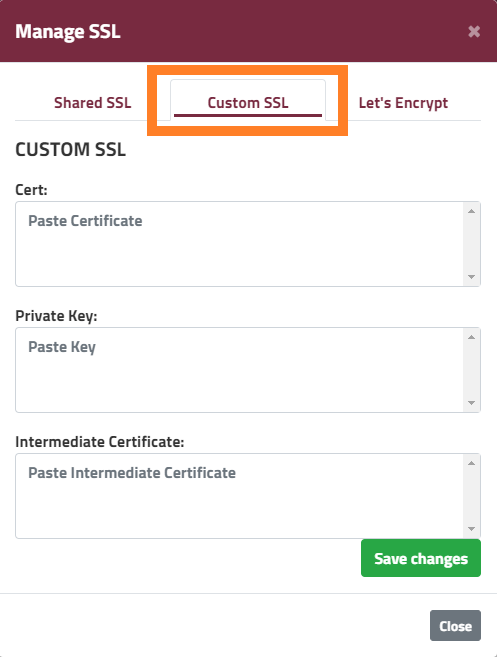 Manage SSL ×
Shared SSL Custom SSL Let's Encrypt
CUSTOM SSL
Cert:
Paste Certificate
Private Key:
Paste Key
Intermediate Certificate:
Paste Intermediate Certificate
Save changes
Close